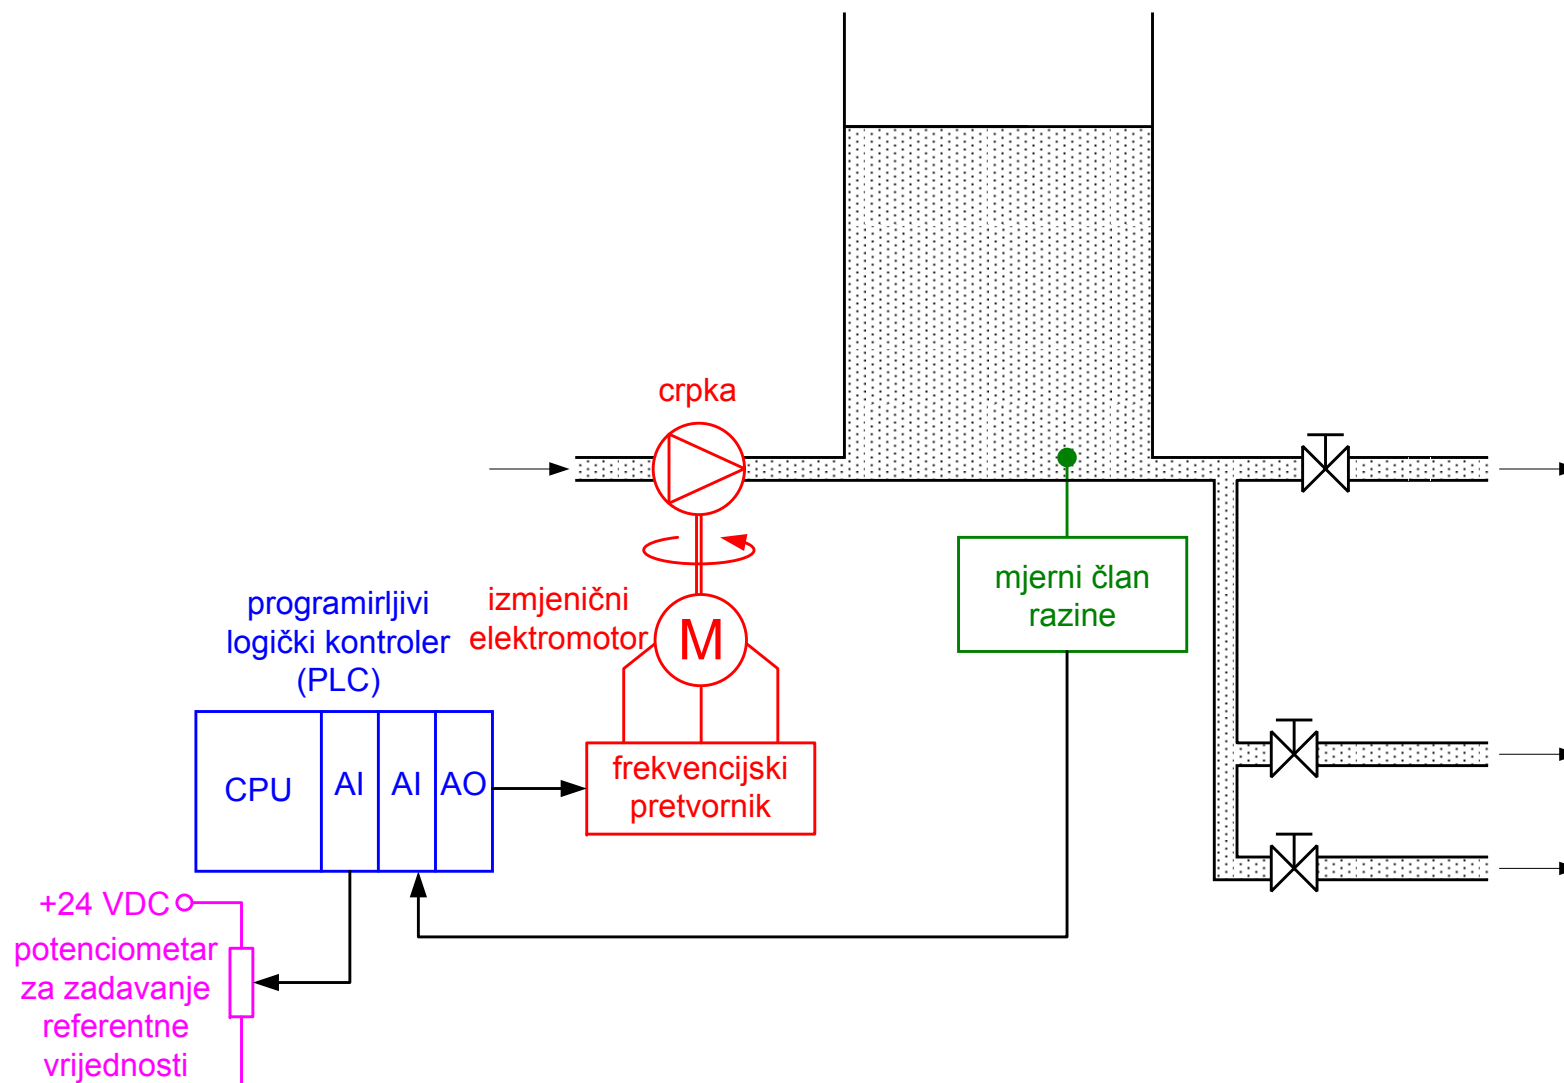 crpka
programirljivi
logički kontroler
(PLC)
izmjenični
elektromotor
M
mjerni član
razine
CPU
AI
AI
AO
frekvencijski
pretvornik
+24 VDC
potenciometar
za zadavanje
referentne
vrijednosti